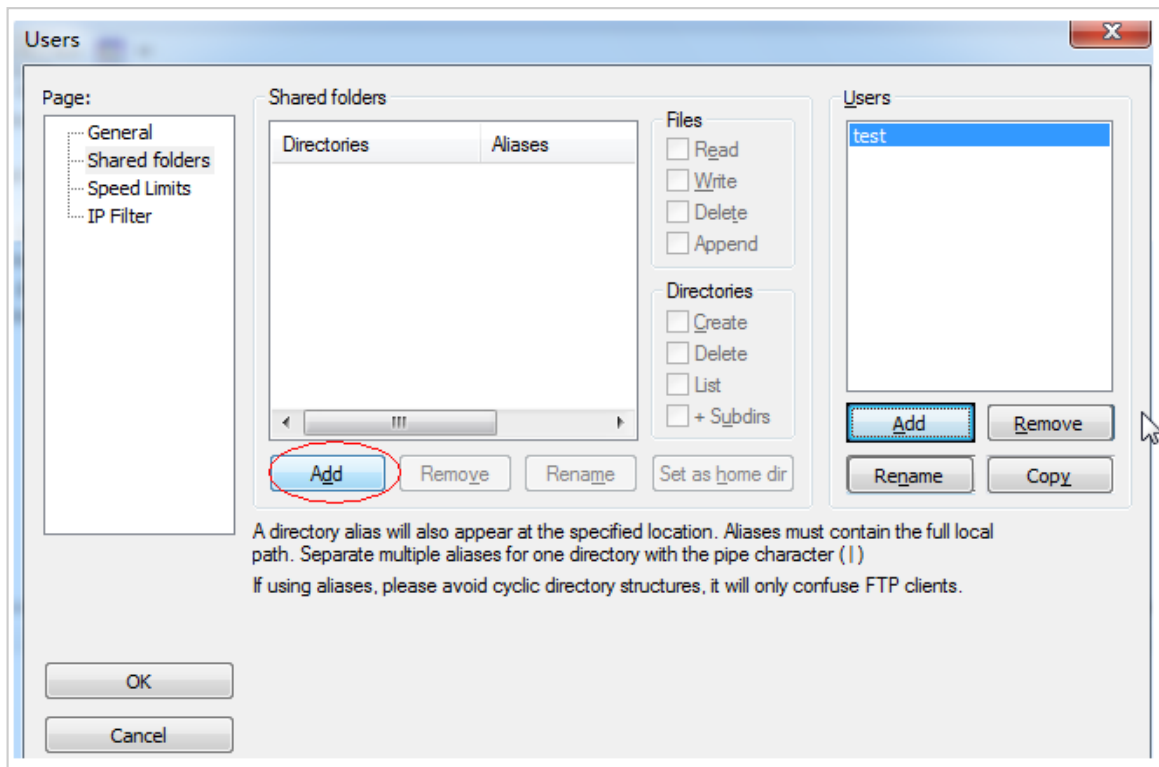 Users
X
Page:
General
Shared folders
Speed Limits
IP Filter
Shared folders
Directories Aliases
Add Remove Rename Set as home dir
Files
Read
Write
Delete
Append
Directories
Create
Delete
List
+ Subdirs
Users
test
Add Remove
Rename Copy
A directory alias will also appear at the specified location. Aliases must contain the full local
path. Separate multiple aliases for one directory with the pipe character (|)
If using aliases, please avoid cyclic directory structures, it will only confuse FTP clients.
OK
Cancel